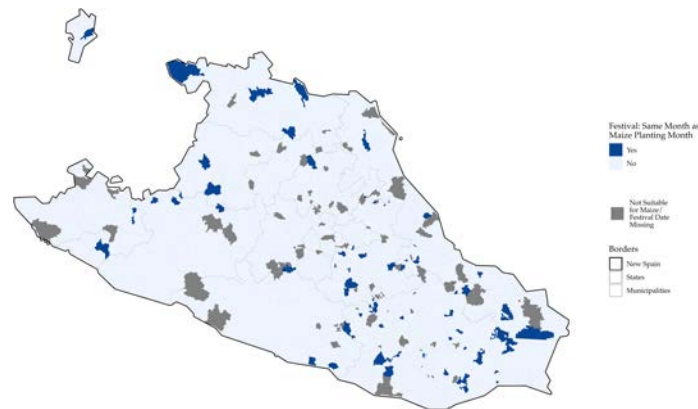 Festival: Same Month as
Maize Planting Month
Yes
No
Not Suitable
for Maize/
Festival Date
Missing
Borders
New Spain
States
Municipalities